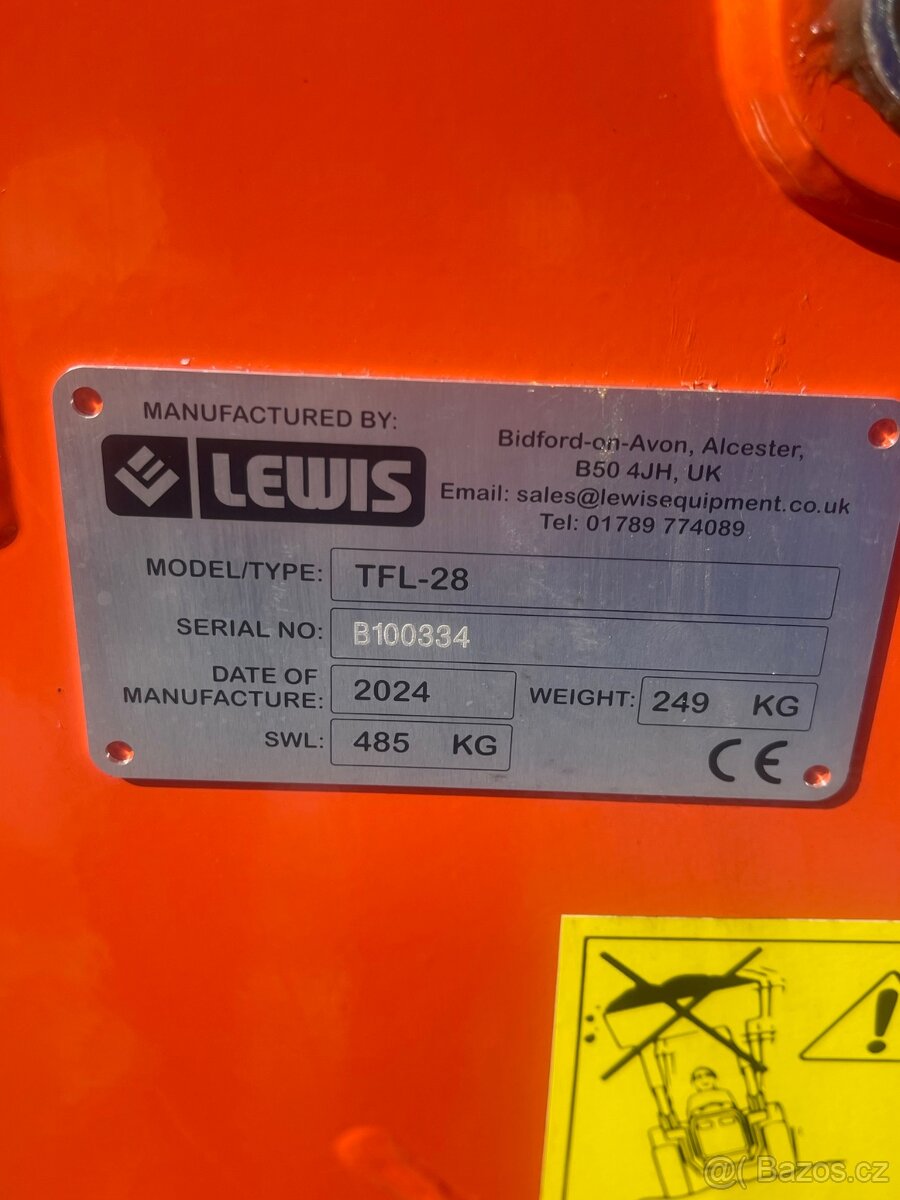 MANUFACTURED BY:
LEWIS
Bidford-on-Avon, Alcester,
B50 4JH, UK
Email: sales@lewisequipment.co.uk
Tel: 01789 774089
MODEL/TYPE: TFL-28
SERIAL NO: B100334
DATE OF
MANUFACTURE: 2024 WEIGHT: 249 KG
SWL: 485 KG CE
Bazos.cz